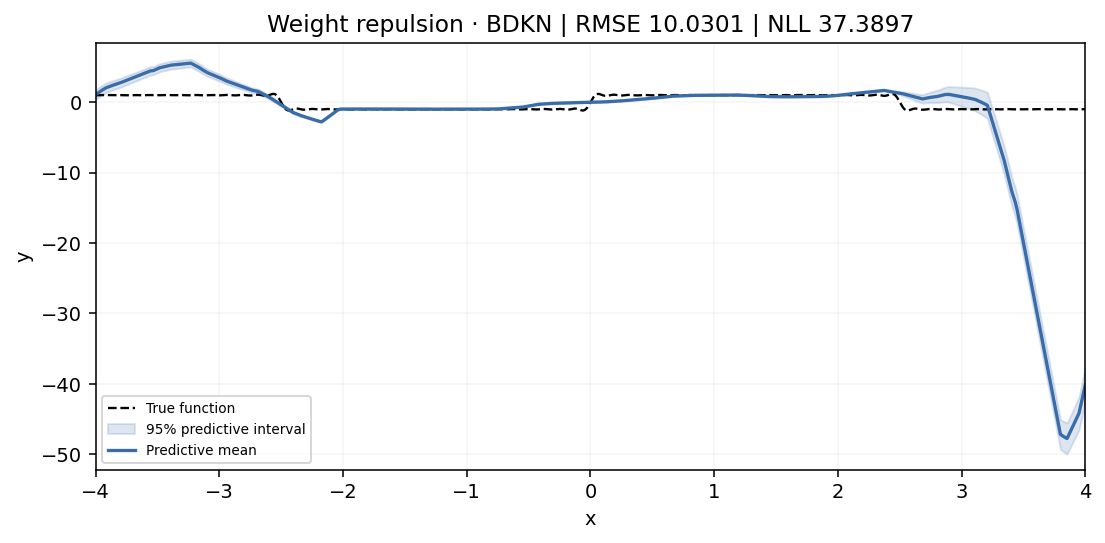 Weight repulsion · BDKN | RMSE 10.0301 | NLL 37.3897
y
0
−10
−20
−30
−40
−50
True function
95% predictive interval
Predictive mean
−4 −3 −2 −1 0 1 2 3 4
x